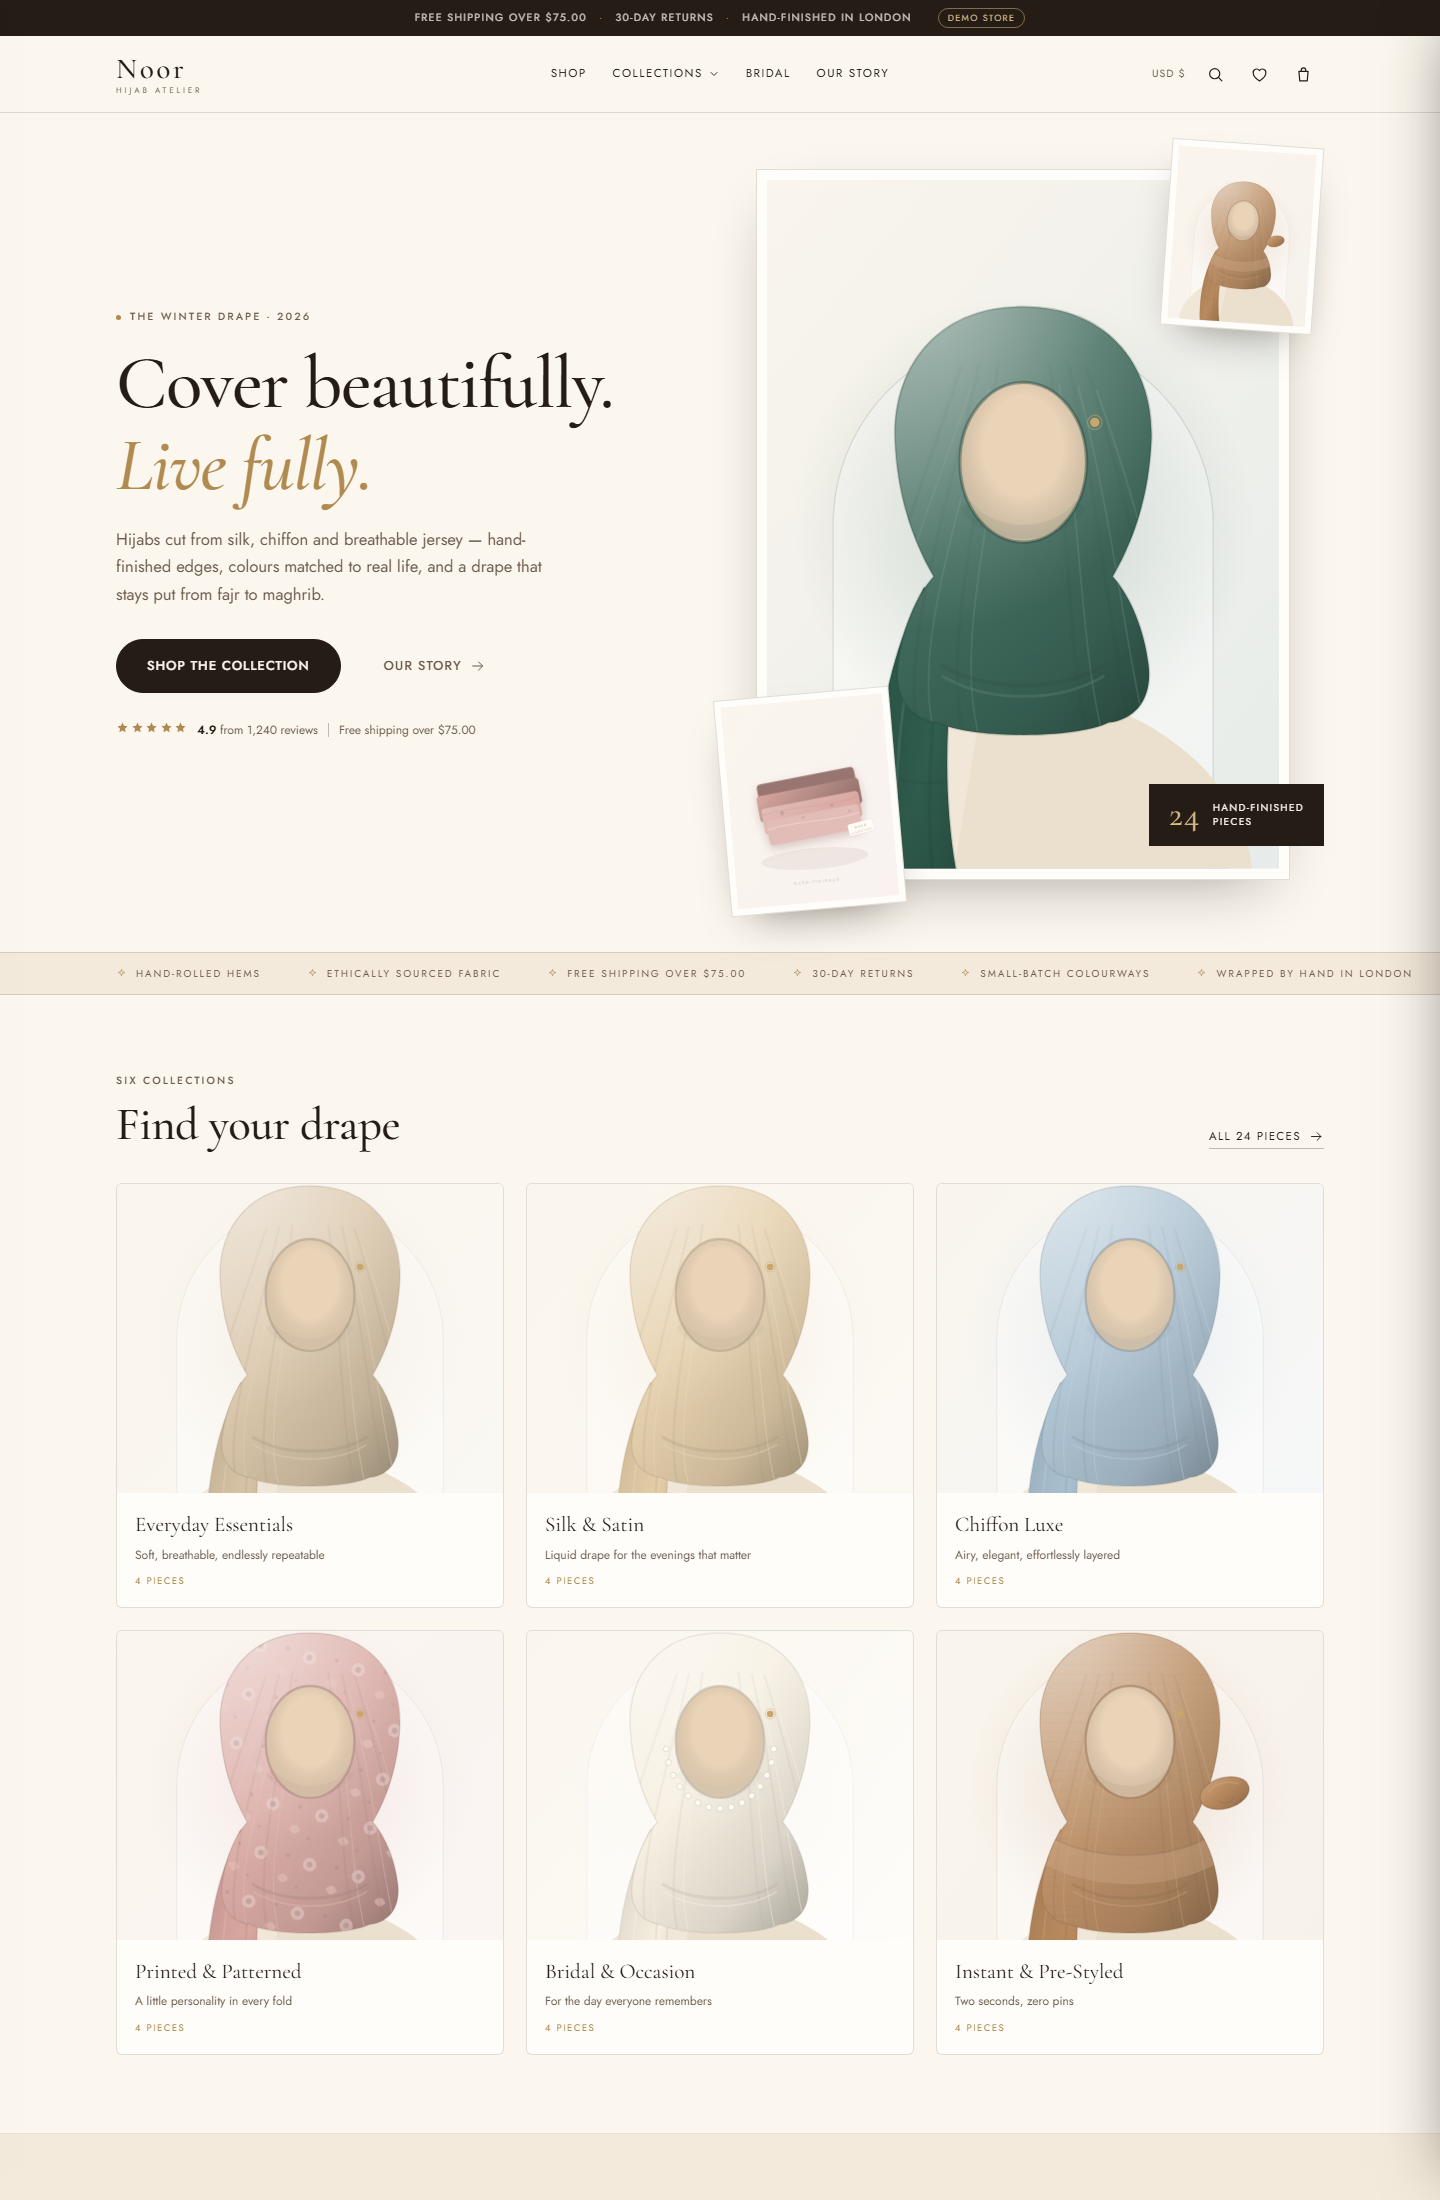 FREE SHIPPING OVER $75.00 · 30-DAY RETURNS · HAND-FINISHED IN LONDON DEMO STORE
Noor
HIJAB ATELIER
SHOP COLLECTIONS BRIDAL OUR STORY
USD $
THE WINTER DRAPE · 2026
Cover beautifully.
Live fully.
Hijabs cut from silk, chiffon and breathable jersey — hand-
finished edges, colours matched to real life, and a drape that
stays put from fajr to maghrib.
SHOP THE COLLECTION
OUR STORY →
★★★★★ 4.9 from 1,240 reviews | Free shipping over $75.00
24 HAND-FINISHED
PIECES
HAND-ROLLED HEMS
ETHICALLY SOURCED FABRIC
FREE SHIPPING OVER $75.00
30-DAY RETURNS
SMALL-BATCH COLOURWAYS
WRAPPED BY HAND IN LONDON
SIX COLLECTIONS
Find your drape
ALL 24 PIECES →
Everyday Essentials
Soft, breathable, endlessly repeatable
4 PIECES
Silk & Satin
Liquid drape for the evenings that matter
4 PIECES
Chiffon Luxe
Airy, elegant, effortlessly layered
4 PIECES
Printed & Patterned
A little personality in every fold
4 PIECES
Bridal & Occasion
For the day everyone remembers
4 PIECES
Instant & Pre-Styled
Two seconds, zero pins
4 PIECES